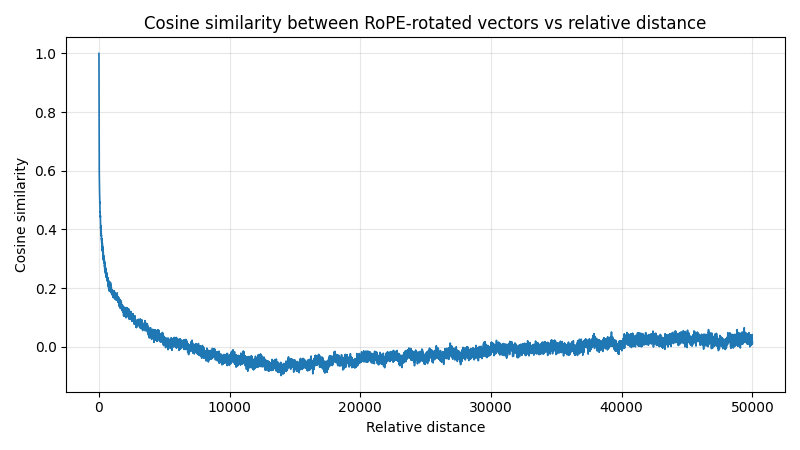 Cosine similarity between RoPE-rotated vectors vs relative distance
Cosine similarity
1.0
0.8
0.6
0.4
0.2
0.0
0 10000 20000 30000 40000 50000
Relative distance